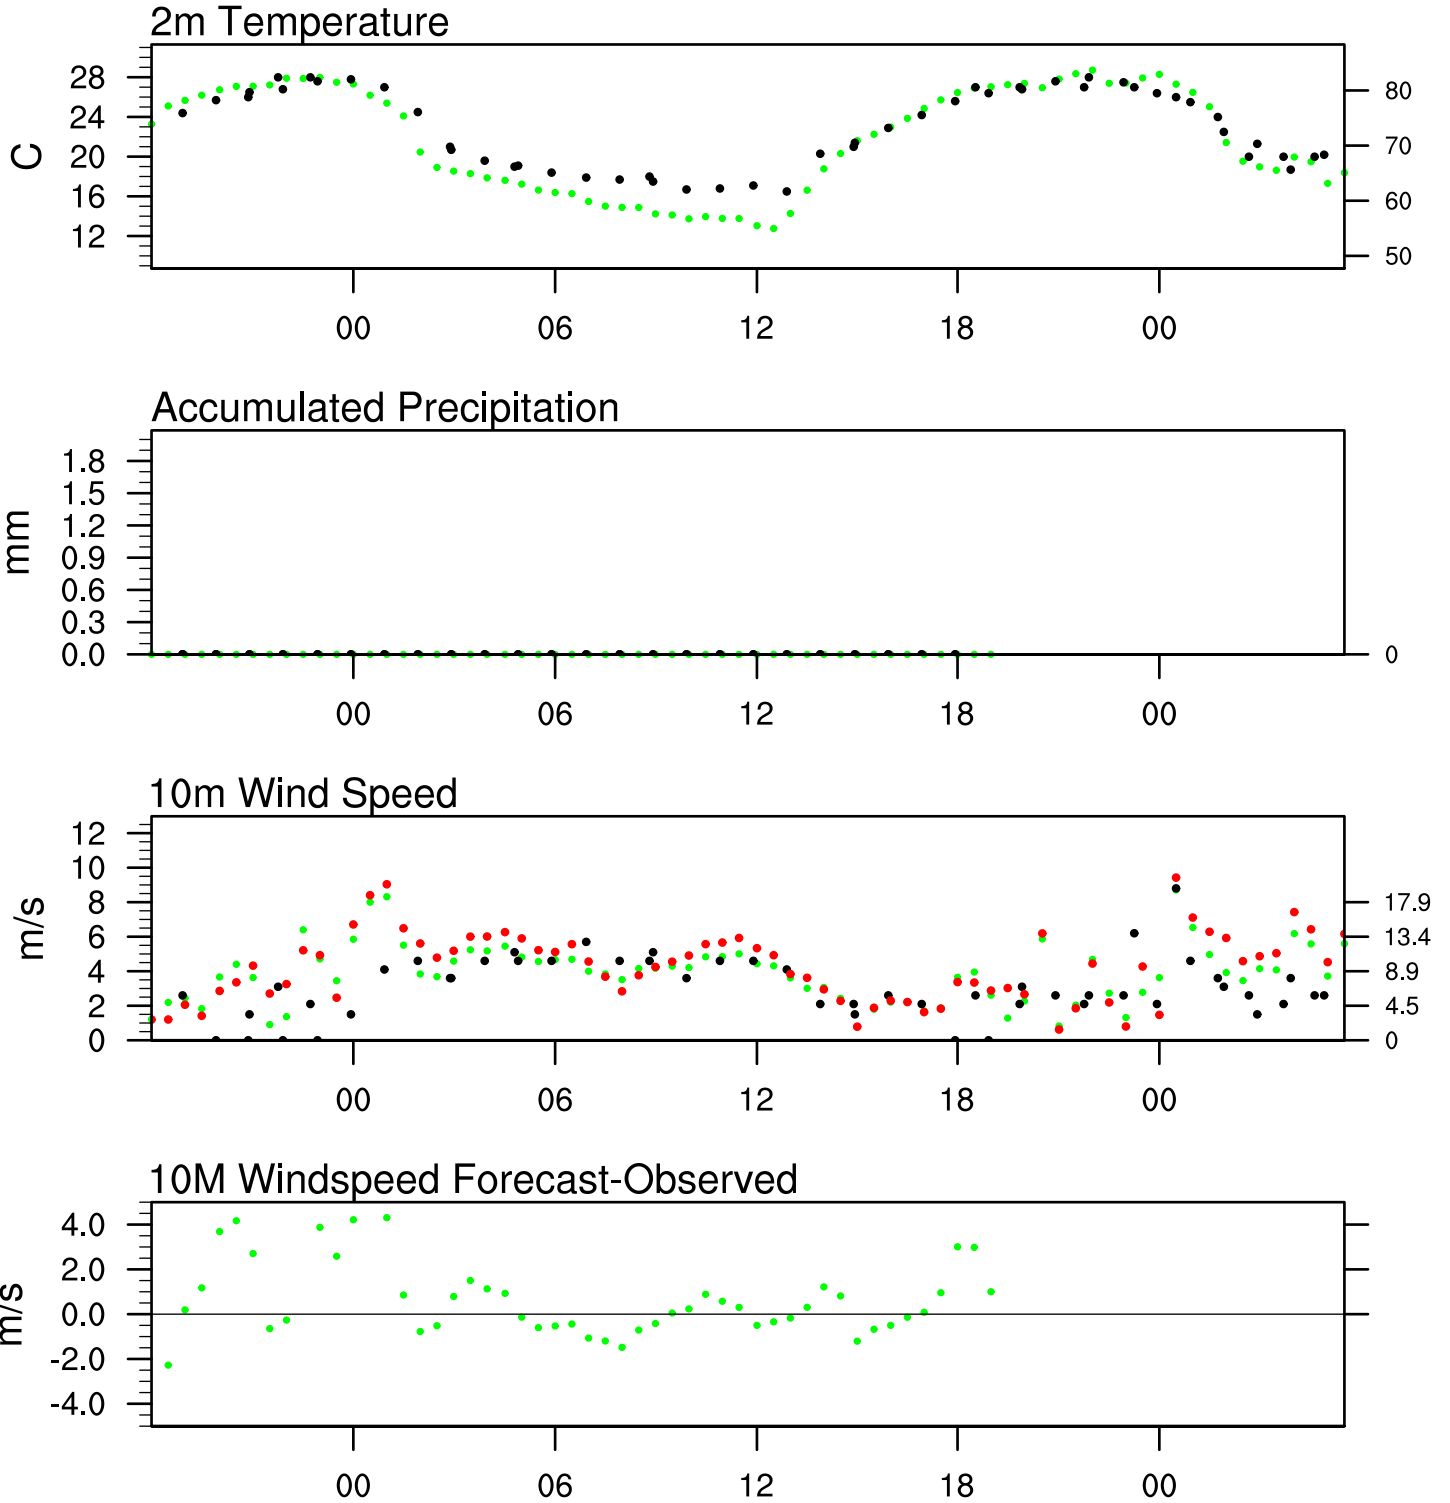 2m Temperature
C
28
24
20
16
12
80
70
60
50
00 06 12 18 00
Accumulated Precipitation
mm
1.8
1.5
1.2
0.9
0.6
0.3
0.0
0
00 06 12 18 00
10m Wind Speed
m/s
12
10
8
6
4
2
0
17.9
13.4
8.9
4.5
0
00 06 12 18 00
10M Windspeed Forecast-Observed
m/s
4.0
2.0
0.0
-2.0
-4.0
00 06 12 18 00